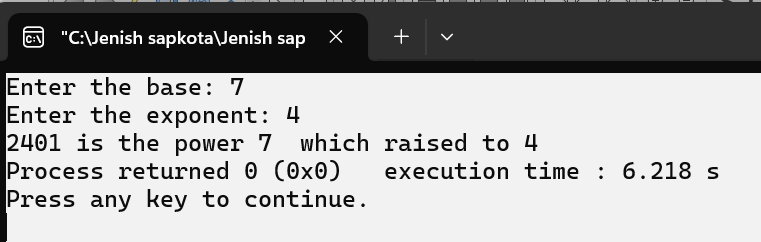 "C:\Jenish sapkota\Jenish sap
Enter the base: 7
Enter the exponent: 4
2401 is the power 7  which raised to 4
Process returned 0 (0x0)   execution time : 6.218 s
Press any key to continue.